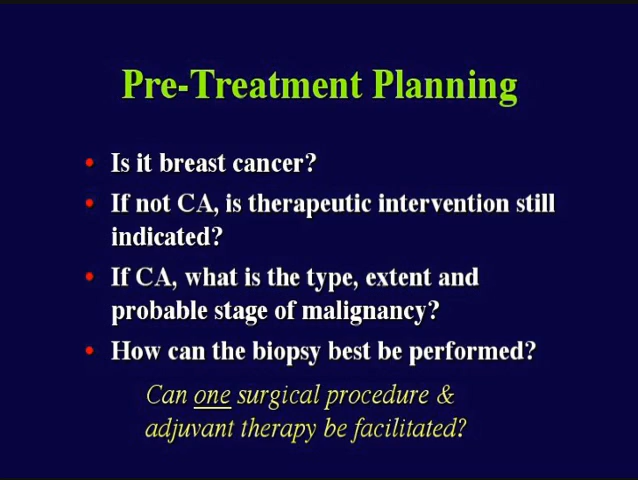 Pre-Treatment Planning
• Is it breast cancer?
• If not CA, is therapeutic intervention still
indicated?
• If CA, what is the type, extent and
probable stage of malignancy?
• How can the biopsy best be performed?
Can one surgical procedure &
adjuvant therapy be facilitated?